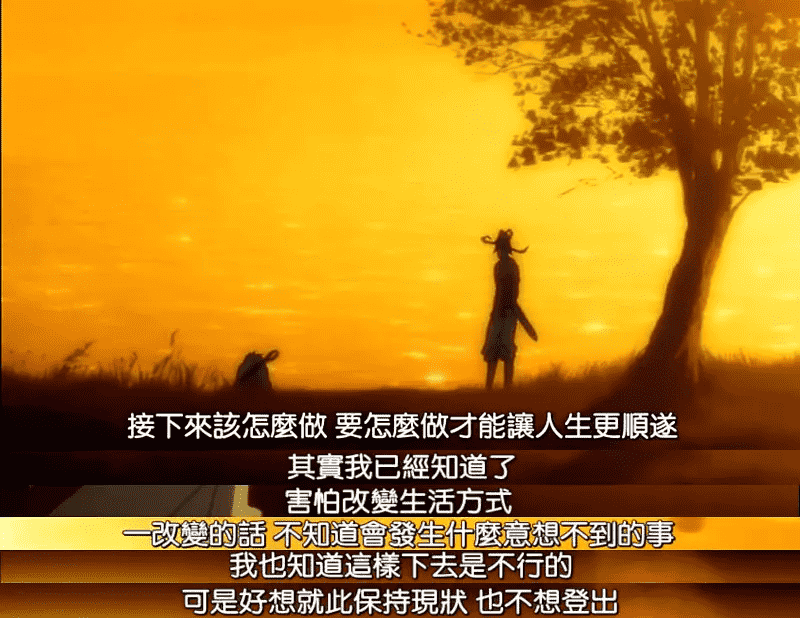 接下來該怎麼做 要怎麼做才能讓人生更順遂
其實我已經知道了
害怕改變生活方式
一改變的話 不知道會發生什麼意想不到的事
我也知道這樣下去是不行的
可是好想就此保持現狀 也不想登出